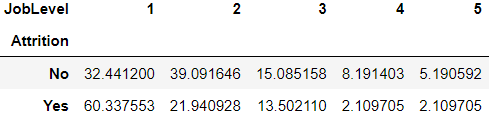 JobLevel 1 2 3 4 5
Attrition
No 32.441200 39.091646 15.085158 8.191403 5.190592
Yes 60.337553 21.940928 13.502110 2.109705 2.109705